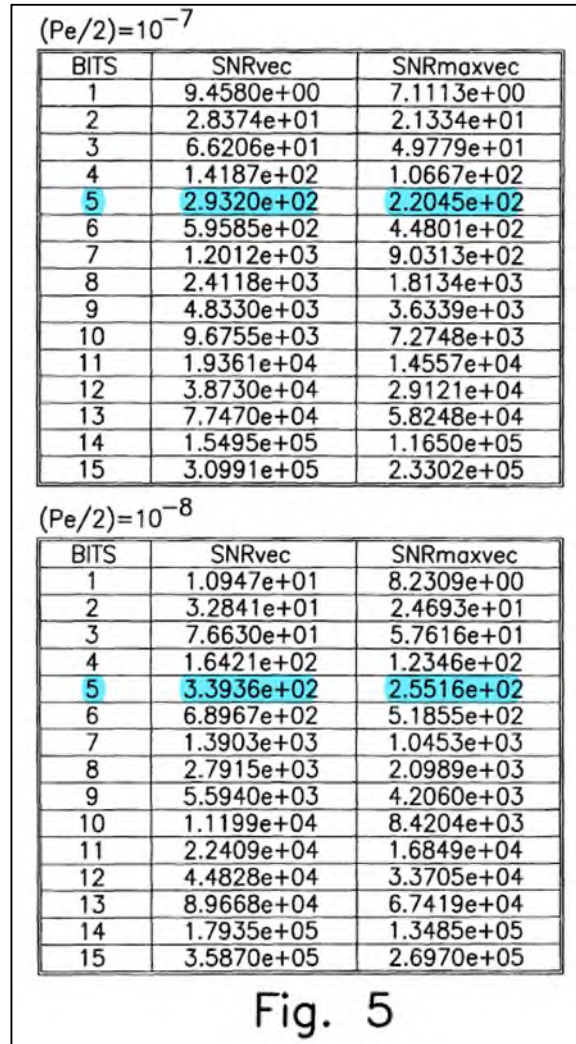 (Pe/2)=10⁻⁷
BITS SNRvec SNRmaxvec
1 9.4580e+00 7.1113e+00
2 2.8374e+01 2.1334e+01
3 6.6206e+01 4.9779e+01
4 1.4187e+02 1.0667e+02
5 2.9320e+02 2.2045e+02
6 5.9585e+02 4.4801e+02
7 1.2012e+03 9.0313e+02
8 2.4118e+03 1.8134e+03
9 4.8330e+03 3.6339e+03
10 9.6755e+03 7.2748e+03
11 1.9361e+04 1.4557e+04
12 3.8730e+04 2.9121e+04
13 7.7470e+04 5.8248e+04
14 1.5495e+05 1.1650e+05
15 3.0991e+05 2.3302e+05
(Pe/2)=10⁻⁸
BITS SNRvec SNRmaxvec
1 1.0947e+01 8.2309e+00
2 3.2841e+01 2.4693e+01
3 7.6630e+01 5.7616e+01
4 1.6421e+02 1.2346e+02
5 3.3936e+02 2.5516e+02
6 6.8967e+02 5.1855e+02
7 1.3903e+03 1.0453e+03
8 2.7915e+03 2.0989e+03
9 5.5940e+03 4.2060e+03
10 1.1199e+04 8.4204e+03
11 2.2409e+04 1.6849e+04
12 4.4828e+04 3.3705e+04
13 8.9668e+04 6.7419e+04
14 1.7935e+05 1.3485e+05
15 3.5870e+05 2.6970e+05
Fig. 5